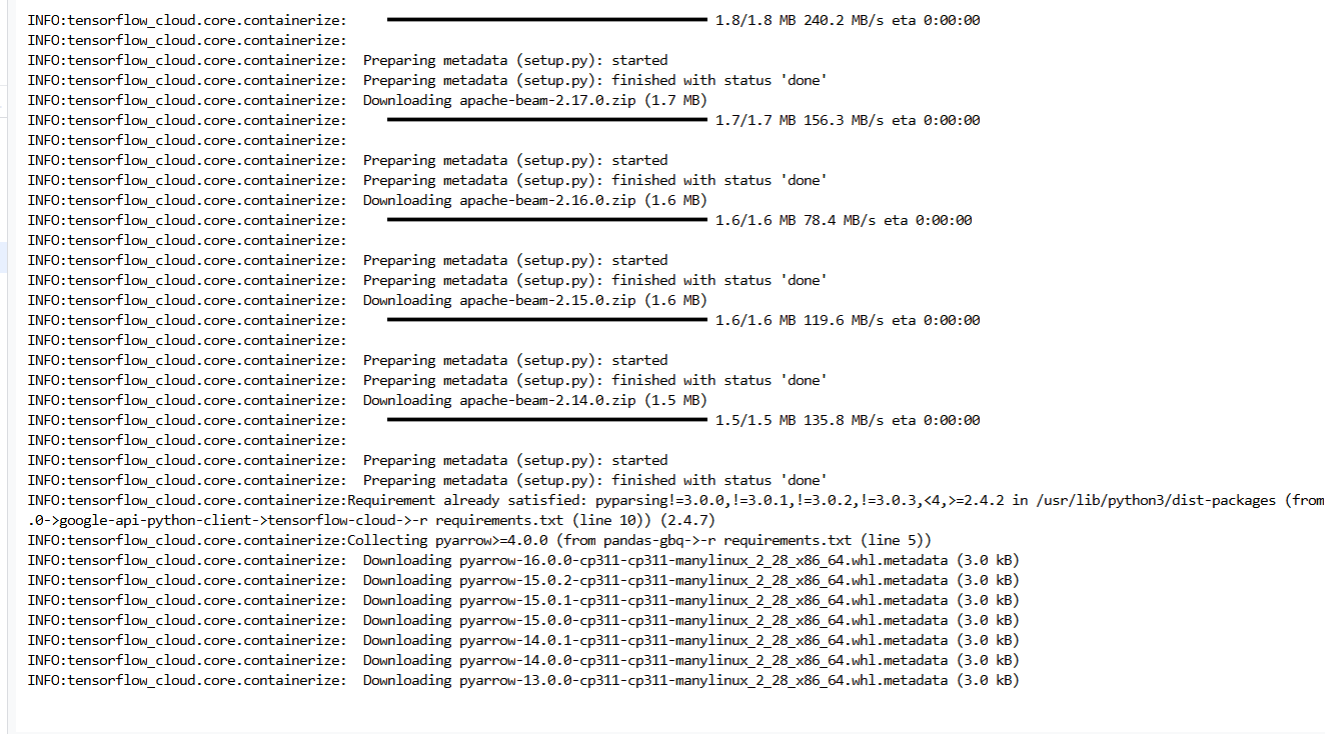 INFO:tensorflow_cloud.core.containerize: 1.8/1.8 MB 240.2 MB/s eta 0:00:00
INFO:tensorflow_cloud.core.containerize:
INFO:tensorflow_cloud.core.containerize: Preparing metadata (setup.py): started
INFO:tensorflow_cloud.core.containerize: Preparing metadata (setup.py): finished with status 'done'
INFO:tensorflow_cloud.core.containerize: Downloading apache-beam-2.17.0.zip (1.7 MB)
INFO:tensorflow_cloud.core.containerize: 1.7/1.7 MB 156.3 MB/s eta 0:00:00
INFO:tensorflow_cloud.core.containerize:
INFO:tensorflow_cloud.core.containerize: Preparing metadata (setup.py): started
INFO:tensorflow_cloud.core.containerize: Preparing metadata (setup.py): finished with status 'done'
INFO:tensorflow_cloud.core.containerize: Downloading apache-beam-2.16.0.zip (1.6 MB)
INFO:tensorflow_cloud.core.containerize: 1.6/1.6 MB 78.4 MB/s eta 0:00:00
INFO:tensorflow_cloud.core.containerize:
INFO:tensorflow_cloud.core.containerize: Preparing metadata (setup.py): started
INFO:tensorflow_cloud.core.containerize: Preparing metadata (setup.py): finished with status 'done'
INFO:tensorflow_cloud.core.containerize: Downloading apache-beam-2.15.0.zip (1.6 MB)
INFO:tensorflow_cloud.core.containerize: 1.6/1.6 MB 119.6 MB/s eta 0:00:00
INFO:tensorflow_cloud.core.containerize:
INFO:tensorflow_cloud.core.containerize: Preparing metadata (setup.py): started
INFO:tensorflow_cloud.core.containerize: Preparing metadata (setup.py): finished with status 'done'
INFO:tensorflow_cloud.core.containerize: Downloading apache-beam-2.14.0.zip (1.5 MB)
INFO:tensorflow_cloud.core.containerize: 1.5/1.5 MB 135.8 MB/s eta 0:00:00
INFO:tensorflow_cloud.core.containerize:
INFO:tensorflow_cloud.core.containerize: Preparing metadata (setup.py): started
INFO:tensorflow_cloud.core.containerize: Preparing metadata (setup.py): finished with status 'done'
INFO:tensorflow_cloud.core.containerize:Requirement already satisfied: pyparsing!=3.0.0,!=3.0.1,!=3.0.2,!=3.0.3,<4,>=2.4.2 in /usr/lib/python3/dist-packages (from
.0->google-api-python-client->tensorflow-cloud->-r requirements.txt (line 10)) (2.4.7)
INFO:tensorflow_cloud.core.containerize:Collecting pyarrow>=4.0.0 (from pandas-gbq->-r requirements.txt (line 5))
INFO:tensorflow_cloud.core.containerize: Downloading pyarrow-16.0.0-cp311-cp311-manylinux_2_28_x86_64.whl.metadata (3.0 kB)
INFO:tensorflow_cloud.core.containerize: Downloading pyarrow-15.0.2-cp311-cp311-manylinux_2_28_x86_64.whl.metadata (3.0 kB)
INFO:tensorflow_cloud.core.containerize: Downloading pyarrow-15.0.1-cp311-cp311-manylinux_2_28_x86_64.whl.metadata (3.0 kB)
INFO:tensorflow_cloud.core.containerize: Downloading pyarrow-15.0.0-cp311-cp311-manylinux_2_28_x86_64.whl.metadata (3.0 kB)
INFO:tensorflow_cloud.core.containerize: Downloading pyarrow-14.0.1-cp311-cp311-manylinux_2_28_x86_64.whl.metadata (3.0 kB)
INFO:tensorflow_cloud.core.containerize: Downloading pyarrow-14.0.0-cp311-cp311-manylinux_2_28_x86_64.whl.metadata (3.0 kB)
INFO:tensorflow_cloud.core.containerize: Downloading pyarrow-13.0.0-cp311-cp311-manylinux_2_28_x86_64.whl.metadata (3.0 kB)